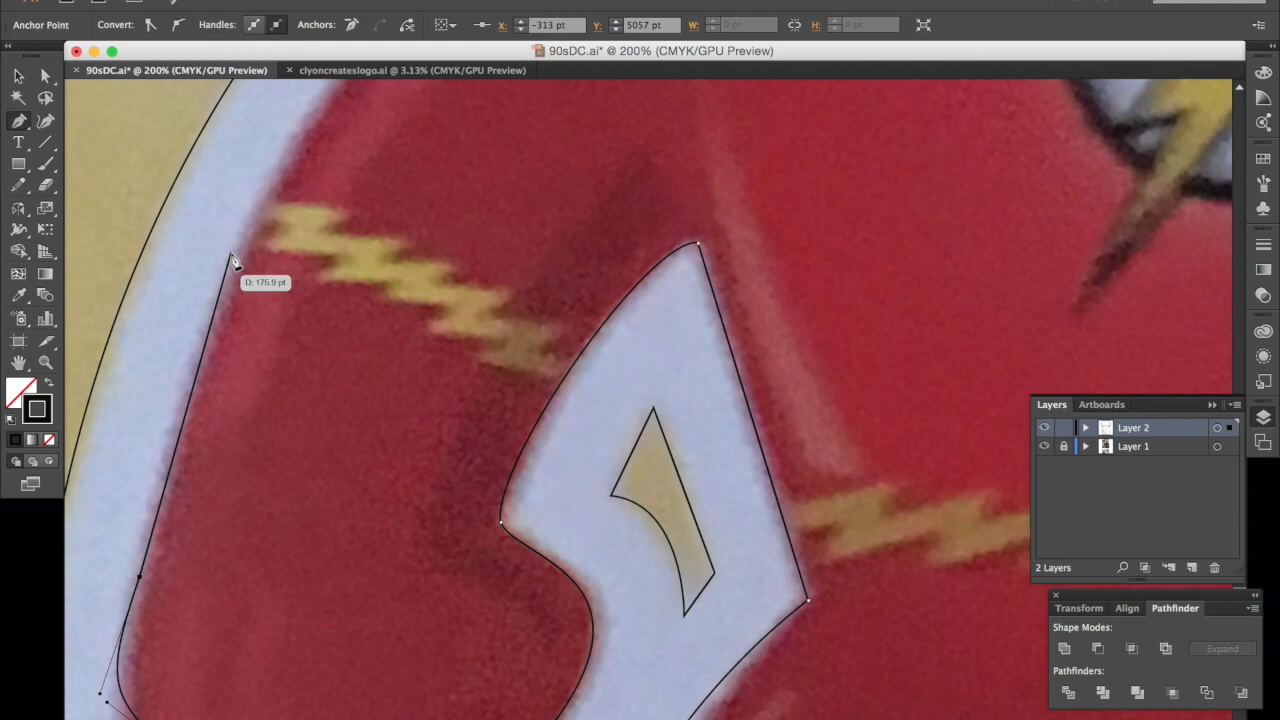 Anchor Point Convert: Handles: Anchors: X: -313 pt Y: 5057 pt W: 0 pt H: 0 pt
90sDC.ai* @ 200% (CMYK/GPU Preview)
× 90sDC.ai* @ 200% (CMYK/GPU Preview) × clyoncreateslogo.ai @ 3.13% (CMYK/GPU Preview)
D: 175.9 pt
Layers Artboards
Layer 2
Layer 1
2 Layers
Transform Align Pathfinder
Shape Modes:
Expand
Pathfinders: